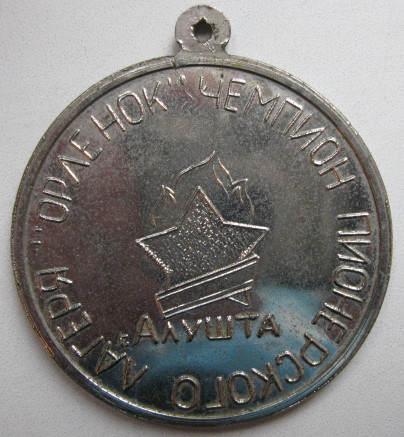 ЧЕМПИОН ПИОНЕРСКОГО ЛАГЕРЯ "ОРЛЕНОК"
г. АЛУШТА